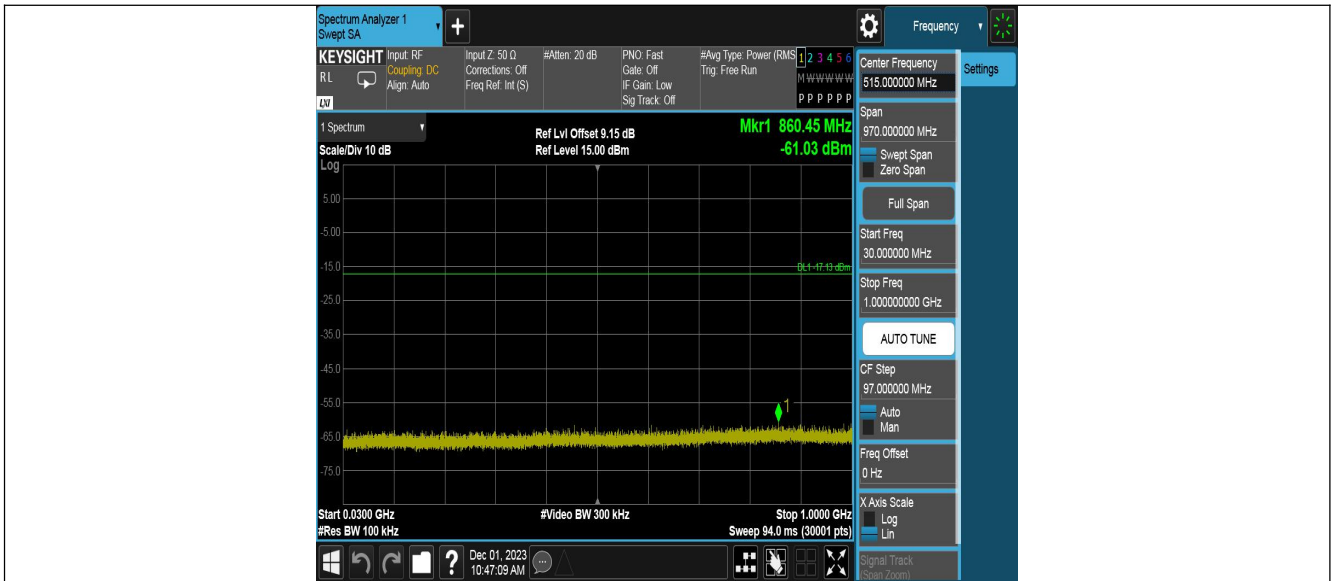 Spectrum Analyzer 1
Swept SA
Frequency
KEYSIGHT
RL
LXI
Input: RF
Coupling: DC
Align: Auto
Input Z: 50 Ω
Corrections: Off
Freq Ref: Int (S)
#Atten: 20 dB
PNO: Fast
Gate: Off
IF Gain: Low
Sig Track: Off
#Avg Type: Power (RMS
Trig: Free Run
1 2 3 4 5 6
M W W W W W
P P P P P P
1 Spectrum
Scale/Div 10 dB
Ref Lvl Offset 9.15 dB
Ref Level 15.00 dBm
Mkr1 860.45 MHz
-61.03 dBm
Log
5.00
-5.00
-15.0
DL1 -17.13 dBm
-25.0
-35.0
-45.0
-55.0
1
-65.0
-75.0
Start 0.0300 GHz
#Video BW 300 kHz
Stop 1.0000 GHz
#Res BW 100 kHz
Sweep 94.0 ms (30001 pts)
?
Dec 01, 2023
10:47:09 AM
Center Frequency
515.000000 MHz
Settings
Span
970.000000 MHz
Swept Span
Zero Span
Full Span
Start Freq
30.000000 MHz
Stop Freq
1.000000000 GHz
AUTO TUNE
CF Step
97.000000 MHz
Auto
Man
Freq Offset
0 Hz
X Axis Scale
Log
Lin
Signal Track
(Span Zoom)